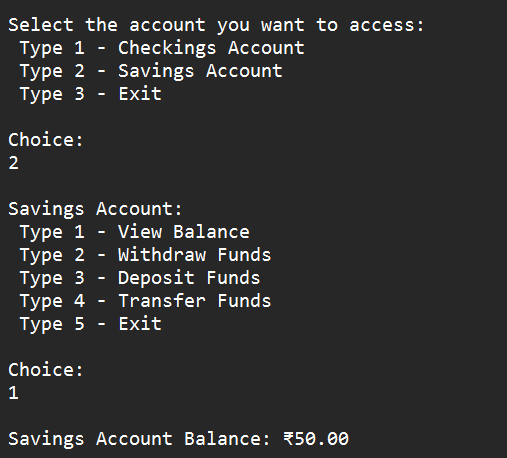 Select the account you want to access:
Type 1 - Checkings Account
Type 2 - Savings Account
Type 3 - Exit
Choice:
2
Savings Account:
Type 1 - View Balance
Type 2 - Withdraw Funds
Type 3 - Deposit Funds
Type 4 - Transfer Funds
Type 5 - Exit
Choice:
1
Savings Account Balance: ₹50.00